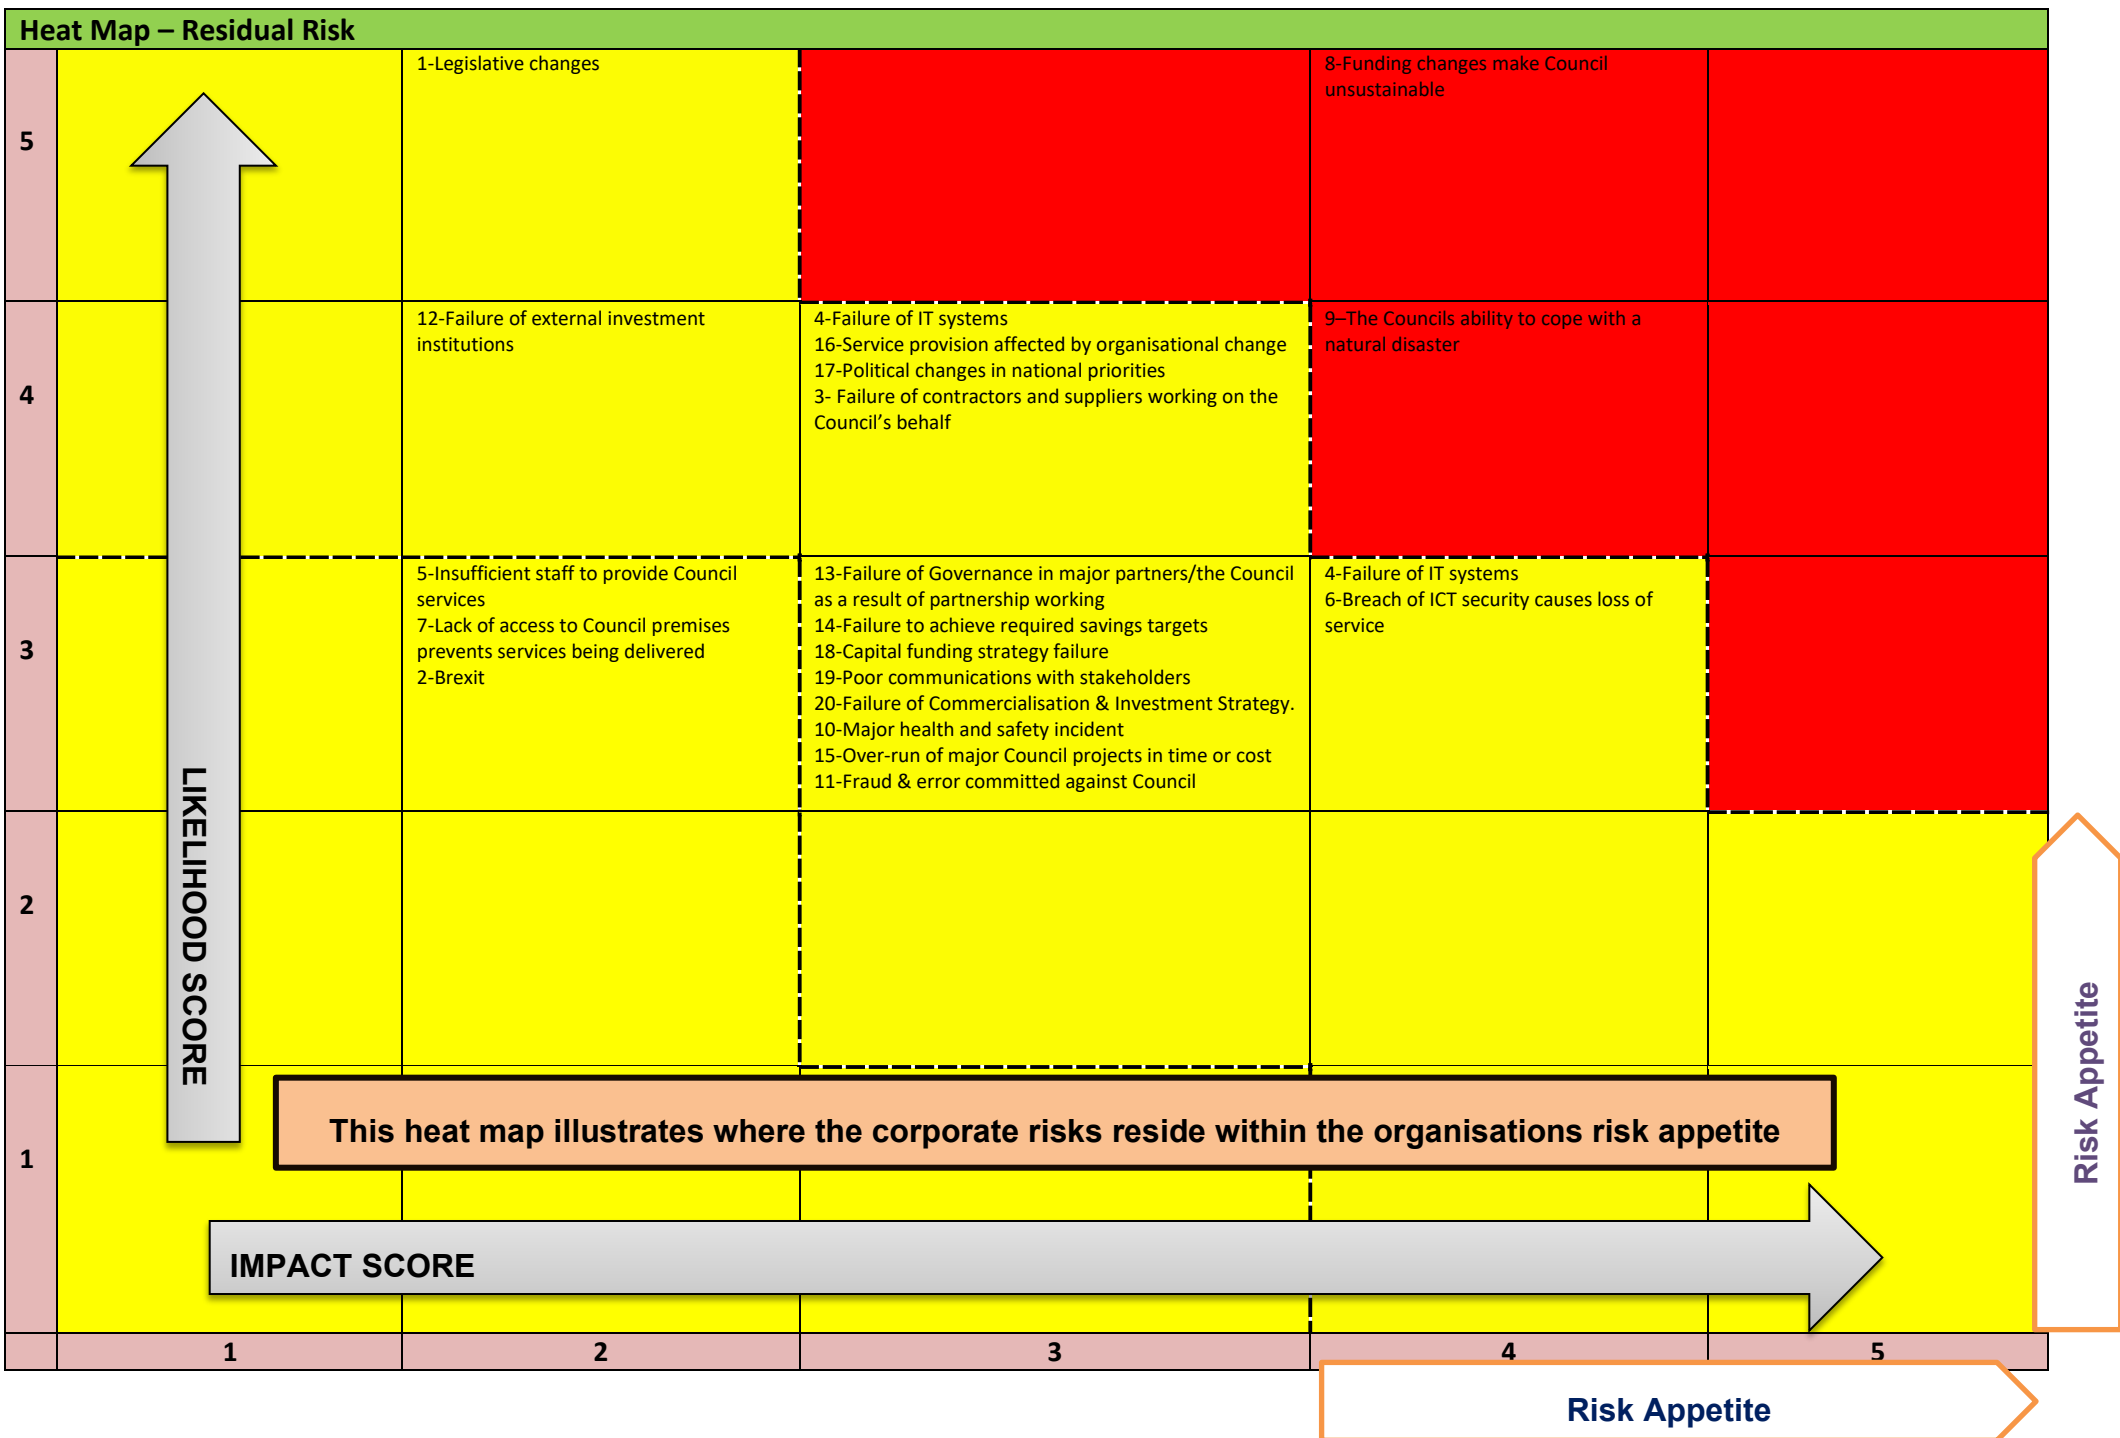 Heat Map – Residual Risk
5
1-Legislative changes
8-Funding changes make Council
unsustainable
4
12-Failure of external investment
institutions
4-Failure of IT systems
16-Service provision affected by organisational change
17-Political changes in national priorities
3- Failure of contractors and suppliers working on the
Council’s behalf
9–The Councils ability to cope with a
natural disaster
3
5-Insufficient staff to provide Council
services
7-Lack of access to Council premises
prevents services being delivered
2-Brexit
13-Failure of Governance in major partners/the Council
as a result of partnership working
14-Failure to achieve required savings targets
18-Capital funding strategy failure
19-Poor communications with stakeholders
20-Failure of Commercialisation & Investment Strategy.
10-Major health and safety incident
15-Over-run of major Council projects in time or cost
11-Fraud & error committed against Council
4-Failure of IT systems
6-Breach of ICT security causes loss of
service
LIKELIHOOD SCORE
2
Risk Appetite
1
This heat map illustrates where the corporate risks reside within the organisations risk appetite
IMPACT SCORE
1
2
3
4
5
Risk Appetite